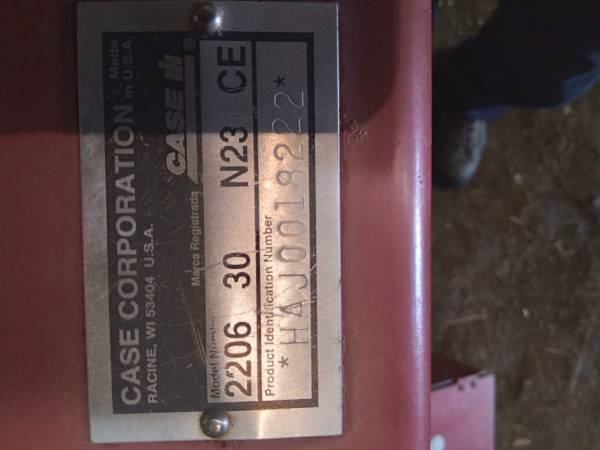 CASE CORPORATION Made in U.S.A.
RACINE, WI 53404 U.S.A.
CASE IH ®
Marca Registrada
Model Number
2206 30 N23 CE
Product Identification Number
*HAJ0018222*